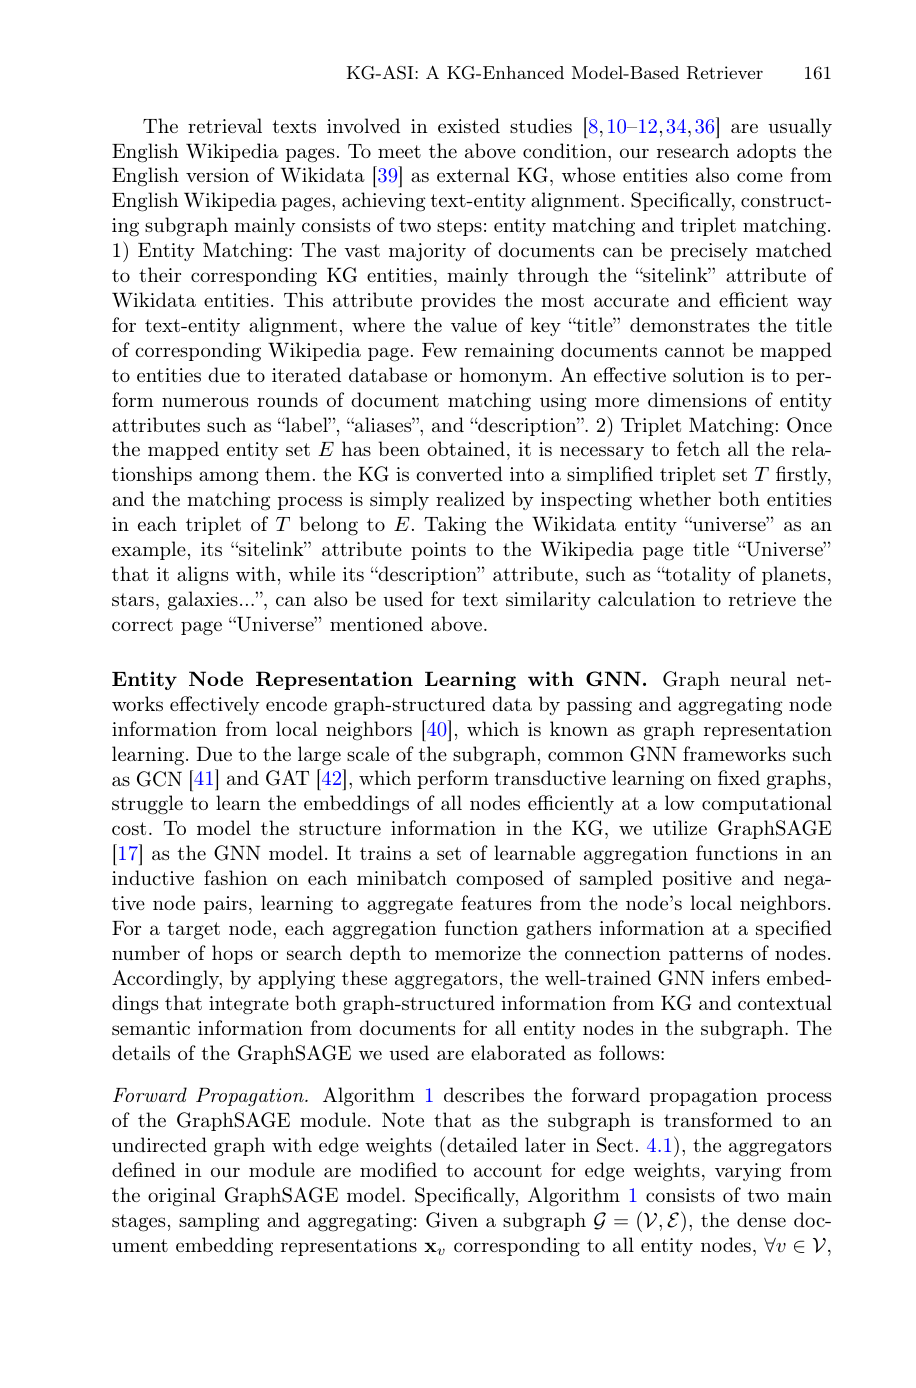 KG-ASI: A KG-Enhanced Model-Based Retriever 161
The retrieval texts involved in existed studies [8,10–12,34,36] are usually
English Wikipedia pages. To meet the above condition, our research adopts the
English version of Wikidata [39] as external KG, whose entities also come from
English Wikipedia pages, achieving text-entity alignment. Specifically, construct-
ing subgraph mainly consists of two steps: entity matching and triplet matching.
1) Entity Matching: The vast majority of documents can be precisely matched
to their corresponding KG entities, mainly through the “sitelink” attribute of
Wikidata entities. This attribute provides the most accurate and efficient way
for text-entity alignment, where the value of key “title” demonstrates the title
of corresponding Wikipedia page. Few remaining documents cannot be mapped
to entities due to iterated database or homonym. An effective solution is to per-
form numerous rounds of document matching using more dimensions of entity
attributes such as “label”, “aliases”, and “description”. 2) Triplet Matching: Once
the mapped entity set E has been obtained, it is necessary to fetch all the rela-
tionships among them. the KG is converted into a simplified triplet set T firstly,
and the matching process is simply realized by inspecting whether both entities
in each triplet of T belong to E. Taking the Wikidata entity “universe” as an
example, its “sitelink” attribute points to the Wikipedia page title “Universe”
that it aligns with, while its “description” attribute, such as “totality of planets,
stars, galaxies...”, can also be used for text similarity calculation to retrieve the
correct page “Universe” mentioned above.
Entity Node Representation Learning with GNN. Graph neural net-
works effectively encode graph-structured data by passing and aggregating node
information from local neighbors [40], which is known as graph representation
learning. Due to the large scale of the subgraph, common GNN frameworks such
as GCN [41] and GAT [42], which perform transductive learning on fixed graphs,
struggle to learn the embeddings of all nodes efficiently at a low computational
cost. To model the structure information in the KG, we utilize GraphSAGE
[17] as the GNN model. It trains a set of learnable aggregation functions in an
inductive fashion on each minibatch composed of sampled positive and nega-
tive node pairs, learning to aggregate features from the node's local neighbors.
For a target node, each aggregation function gathers information at a specified
number of hops or search depth to memorize the connection patterns of nodes.
Accordingly, by applying these aggregators, the well-trained GNN infers embed-
dings that integrate both graph-structured information from KG and contextual
semantic information from documents for all entity nodes in the subgraph. The
details of the GraphSAGE we used are elaborated as follows:
Forward Propagation. Algorithm 1 describes the forward propagation process
of the GraphSAGE module. Note that as the subgraph is transformed to an
undirected graph with edge weights (detailed later in Sect. 4.1), the aggregators
defined in our module are modified to account for edge weights, varying from
the original GraphSAGE model. Specifically, Algorithm 1 consists of two main
stages, sampling and aggregating: Given a subgraph 𝒢 = (𝒱, ℰ), the dense doc-
ument embedding representations 𝐱ᵥ corresponding to all entity nodes, ∀v ∈ 𝒱,